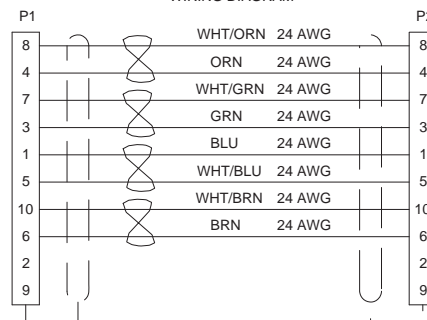 P1 P2
8 WHT/ORN 24 AWG 8
4 ORN 24 AWG 4
7 WHT/GRN 24 AWG 7
3 GRN 24 AWG 3
1 BLU 24 AWG 1
5 WHT/BLU 24 AWG 5
10 WHT/BRN 24 AWG 10
6 BRN 24 AWG 6
2 2
9 9